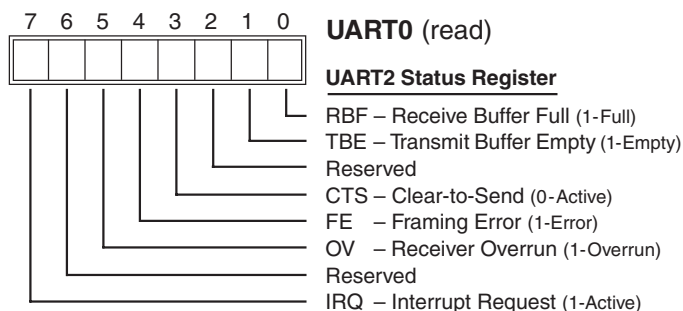 7 6 5 4 3 2 1 0
UART0 (read)
UART2 Status Register
RBF – Receive Buffer Full (1-Full)
TBE – Transmit Buffer Empty (1-Empty)
Reserved
CTS – Clear-to-Send (0-Active)
FE – Framing Error (1-Error)
OV – Receiver Overrun (1-Overrun)
Reserved
IRQ – Interrupt Request (1-Active)